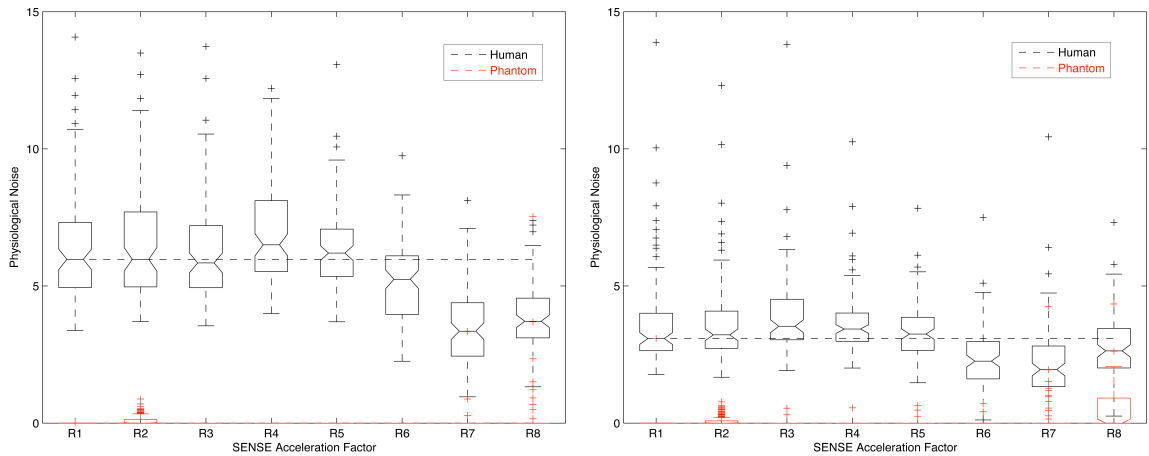 15
10
5
0
Physiological Noise
Human
Phantom
R1 R2 R3 R4 R5 R6 R7 R8
SENSE Acceleration Factor
15
10
5
0
Physiological Noise
Human
Phantom
R1 R2 R3 R4 R5 R6 R7 R8
SENSE Acceleration Factor